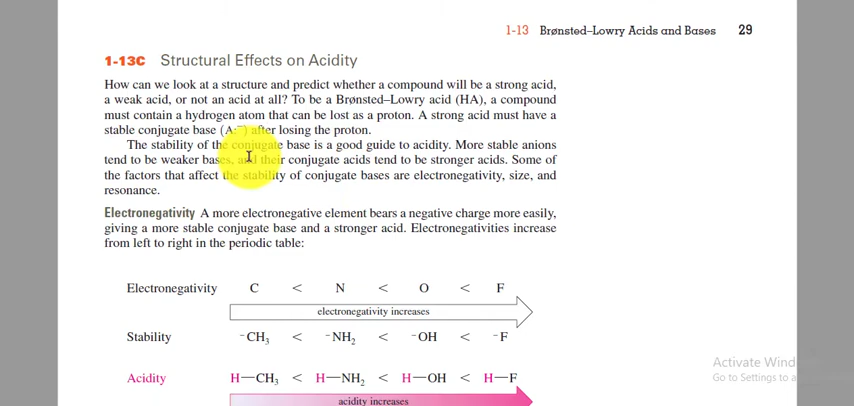 1-13 Brønsted–Lowry Acids and Bases 29
1-13C Structural Effects on Acidity
How can we look at a structure and predict whether a compound will be a strong acid,
a weak acid, or not an acid at all? To be a Brønsted–Lowry acid (HA), a compound
must contain a hydrogen atom that can be lost as a proton. A strong acid must have a
stable conjugate base (A:⁻) after losing the proton.
The stability of the conjugate base is a good guide to acidity. More stable anions
tend to be weaker bases, and their conjugate acids tend to be stronger acids. Some of
the factors that affect the stability of conjugate bases are electronegativity, size, and
resonance.
Electronegativity A more electronegative element bears a negative charge more easily,
giving a more stable conjugate base and a stronger acid. Electronegativities increase
from left to right in the periodic table:
Electronegativity C < N < O < F
electronegativity increases
Stability ⁻CH₃ < ⁻NH₂ < ⁻OH < ⁻F
Acidity H—CH₃ < H—NH₂ < H—OH < H—F
acidity increases
Activate Wind
Go to Settings to a